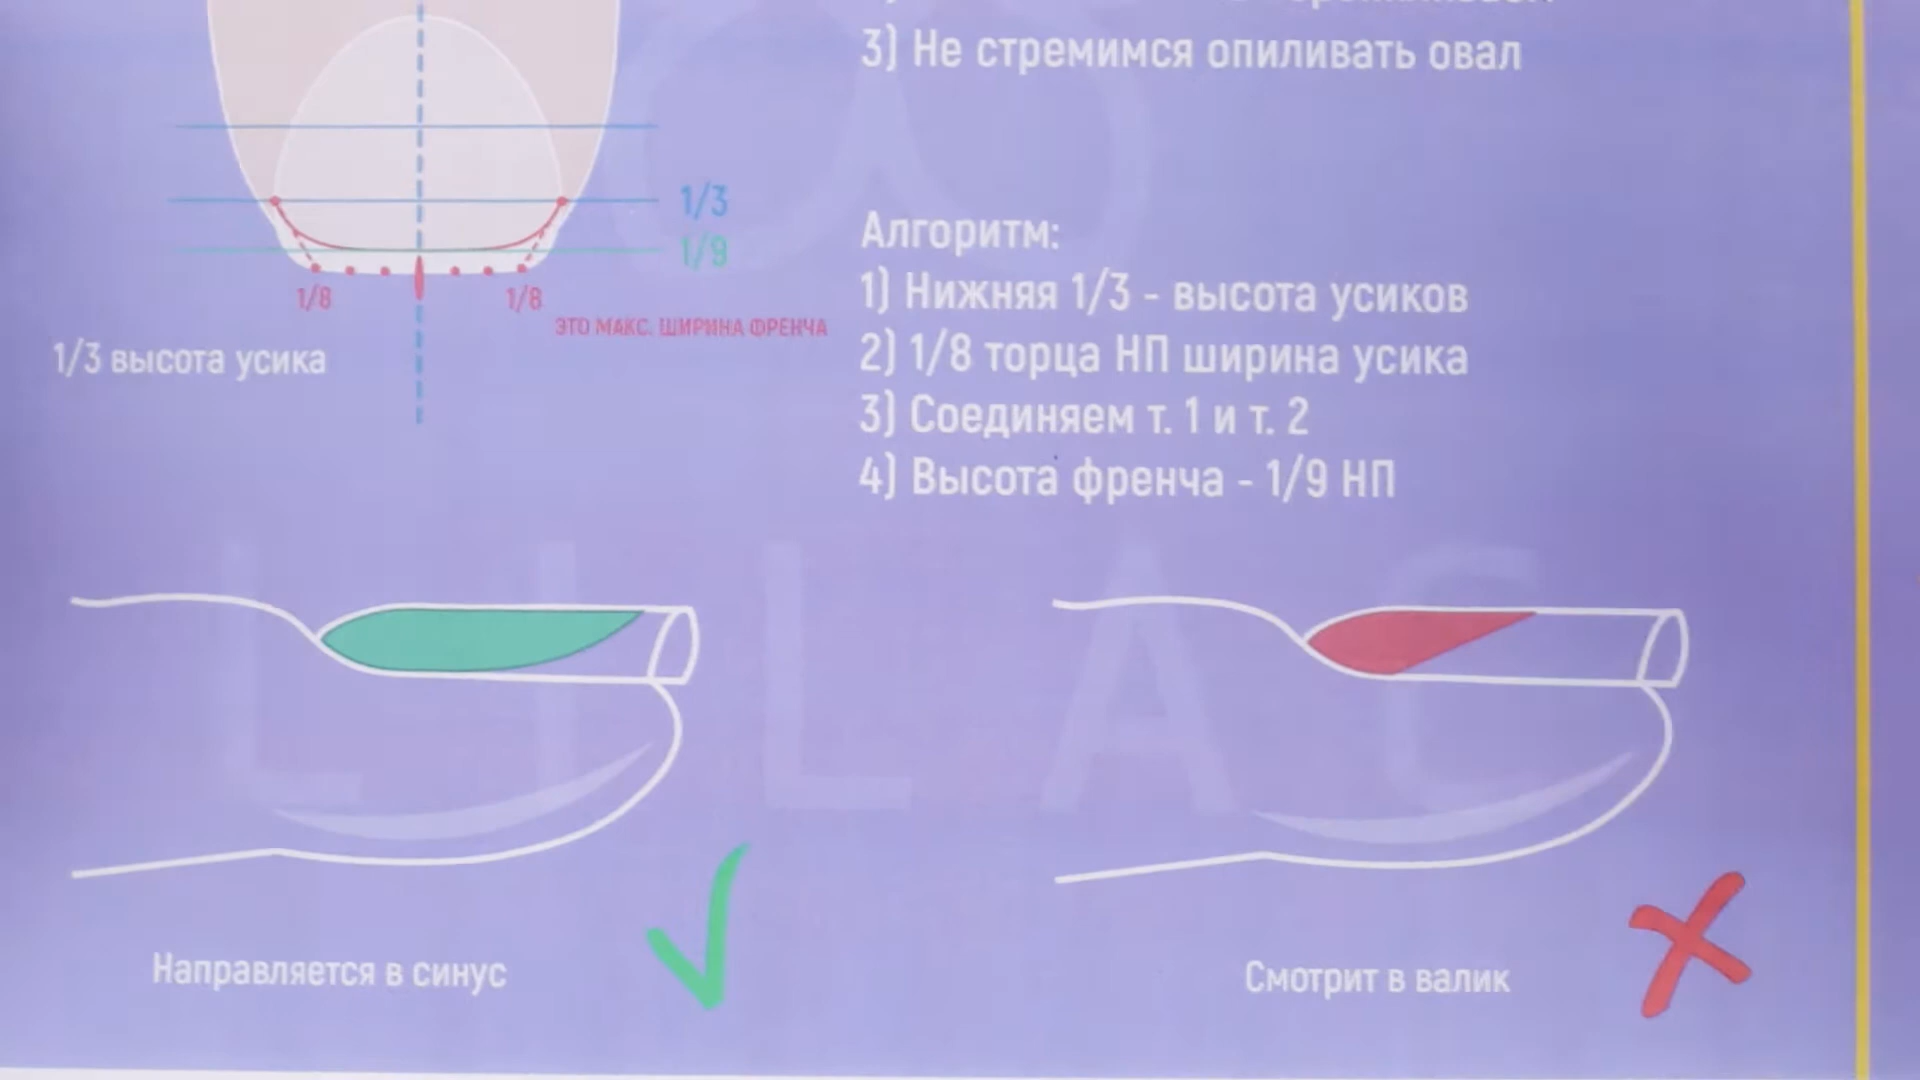 3) Не стремимся опиливать овал
1/3
1/9
1/8
1/8
ЭТО МАКС. ШИРИНА ФРЕНЧА
1/3 высота усика
Алгоритм:
1) Нижняя 1/3 - высота усиков
2) 1/8 торца НП ширина усика
3) Соединяем т. 1 и т. 2
4) Высота френча - 1/9 НП
LILAC
Направляется в синус
Смотрит в валик